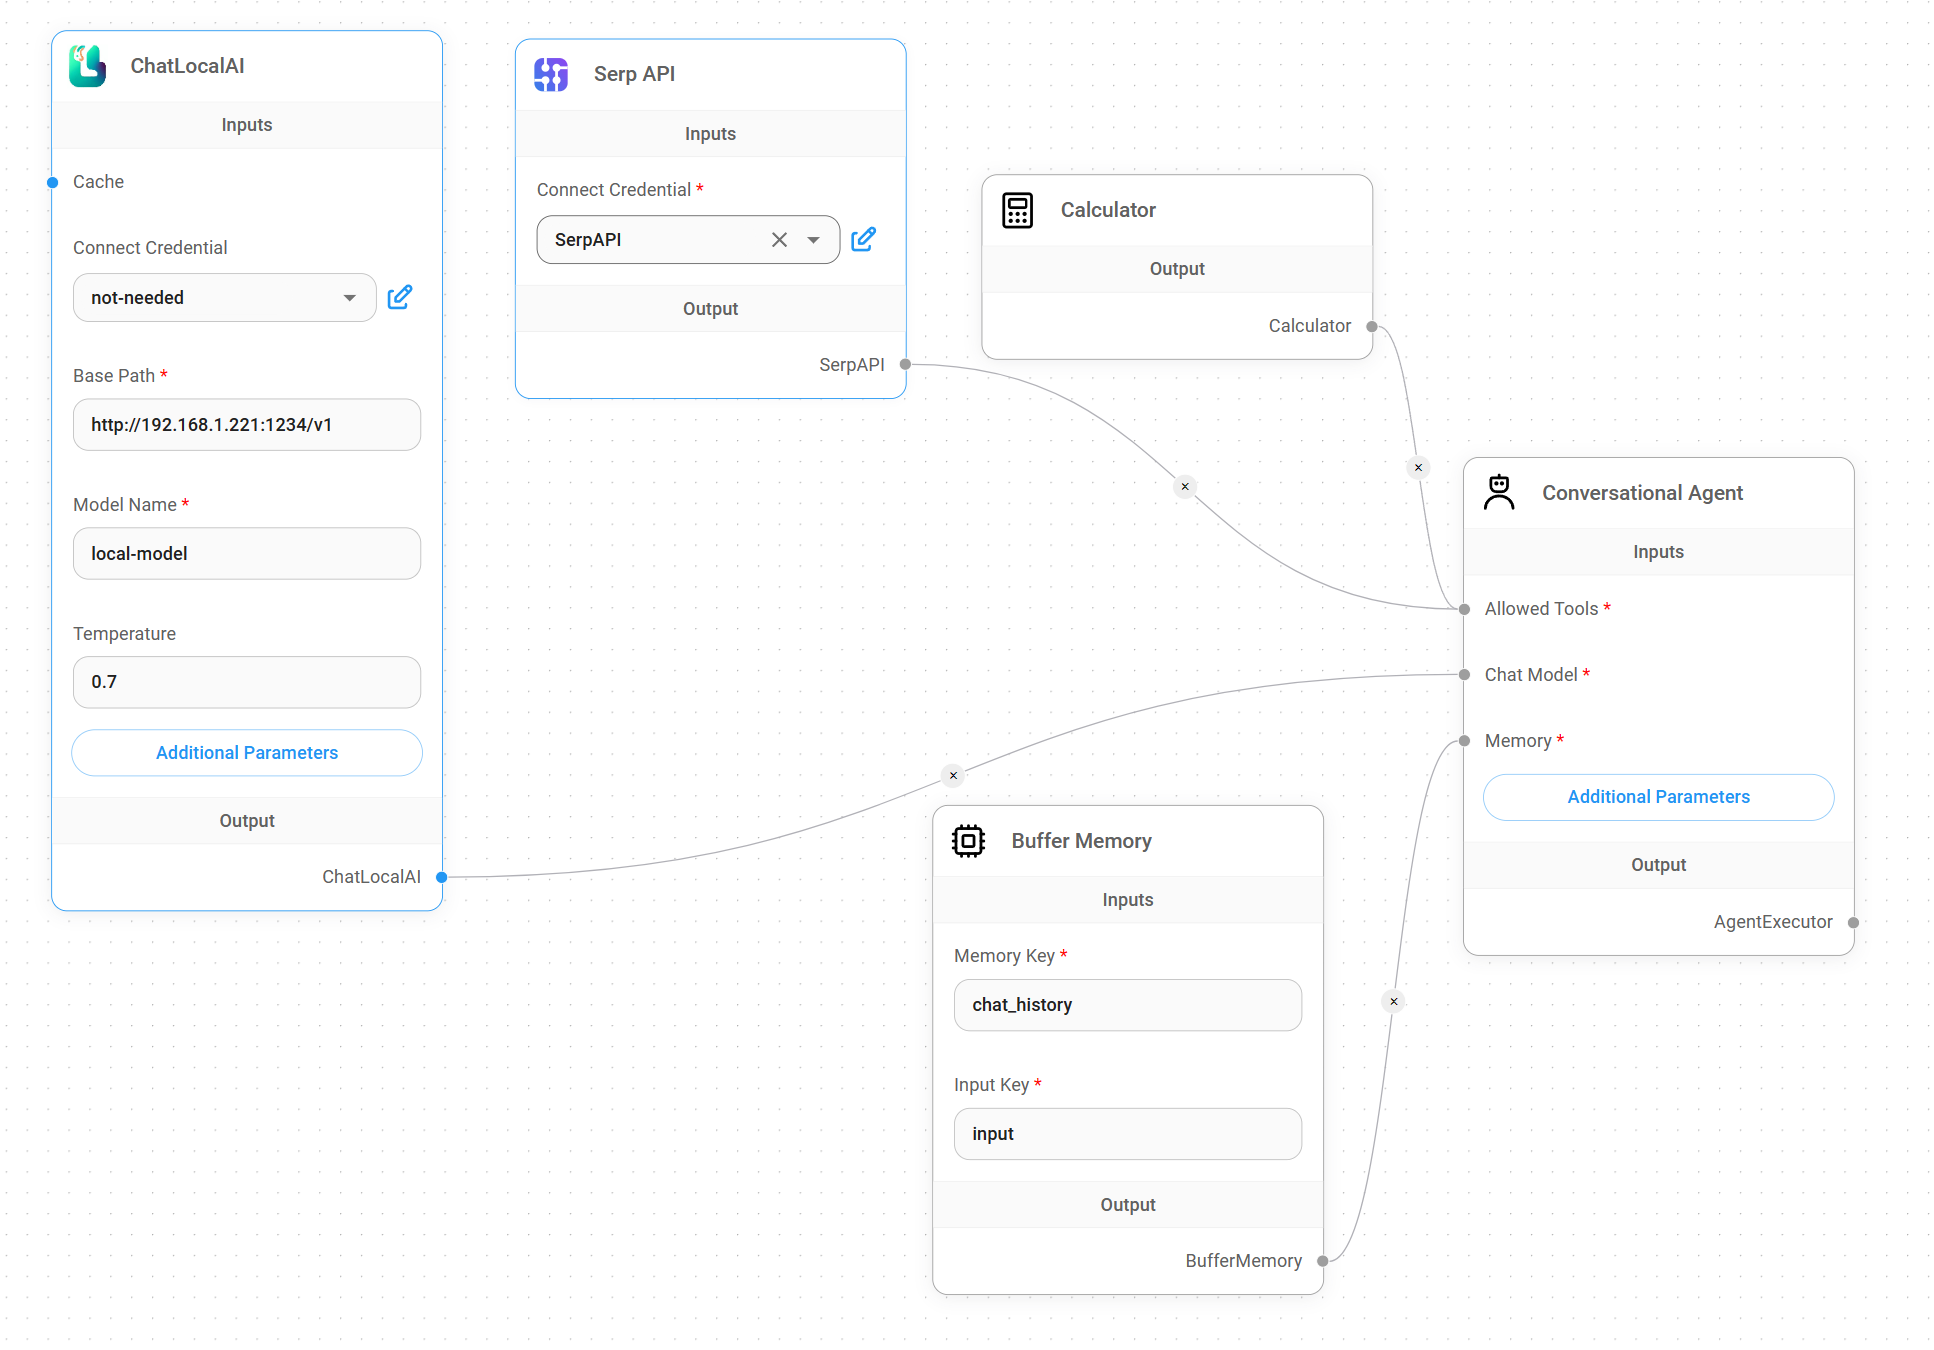 ChatLocalAI
Inputs
Cache
Connect Credential
not-needed
Base Path *
http://192.168.1.221:1234/v1
Model Name *
local-model
Temperature
0.7
Additional Parameters
Output
ChatLocalAI
Serp API
Inputs
Connect Credential *
SerpAPI
Output
SerpAPI
Calculator
Output
Calculator
Buffer Memory
Inputs
Memory Key *
chat_history
Input Key *
input
Output
BufferMemory
Conversational Agent
Inputs
Allowed Tools *
Chat Model *
Memory *
Additional Parameters
Output
AgentExecutor